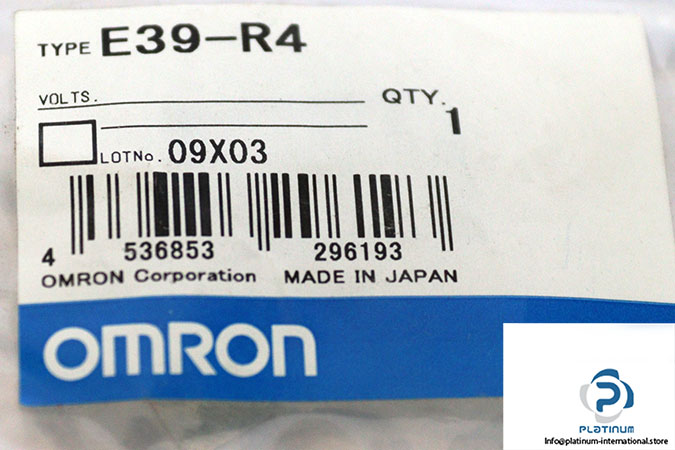 TYPE E39-R4
VOLTS. QTY. 1
LOTNo. 09X03
4 536853 296193
OMRON Corporation MADE IN JAPAN
OMRON
P
PLATINUM
Info@platinum-international.store